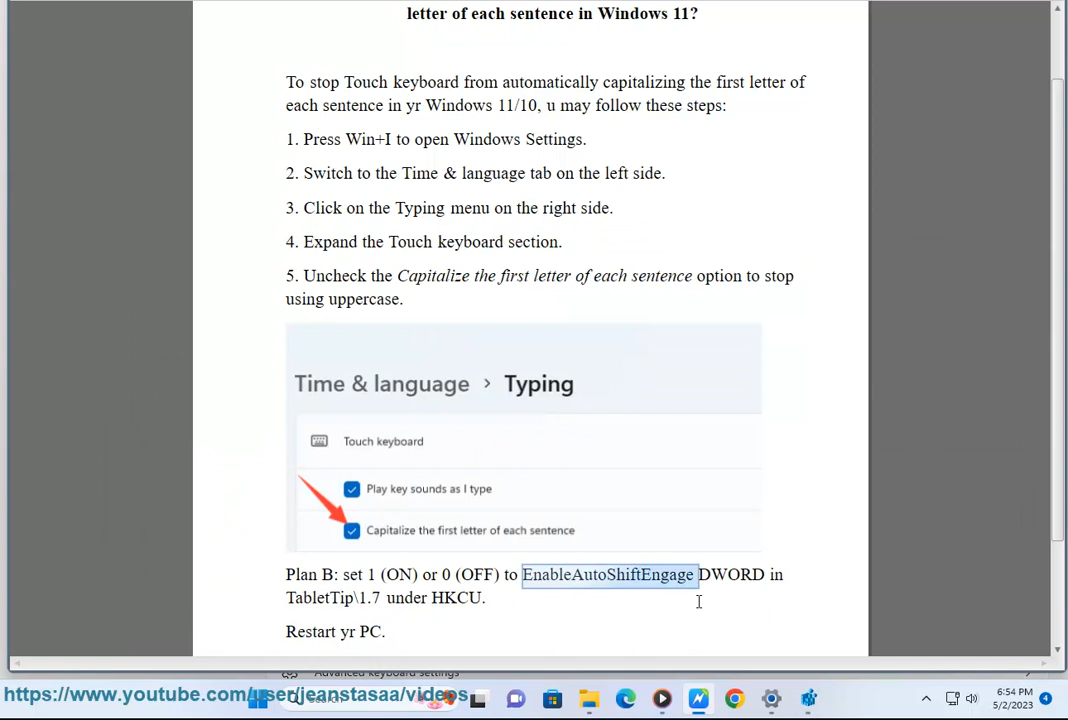 letter of each sentence in Windows 11?
To stop Touch keyboard from automatically capitalizing the first letter of
each sentence in yr Windows 11/10, u may follow these steps:
1. Press Win+I to open Windows Settings.
2. Switch to the Time & language tab on the left side.
3. Click on the Typing menu on the right side.
4. Expand the Touch keyboard section.
5. Uncheck the Capitalize the first letter of each sentence option to stop
using uppercase.
Time & language > Typing
Touch keyboard
Play key sounds as I type
Capitalize the first letter of each sentence
Plan B: set 1 (ON) or 0 (OFF) to EnableAutoShiftEngage DWORD in
TabletTip\1.7 under HKCU.
Restart yr PC.
Advanced keyboard settings
https://www.youtube.com/user/jeanstasaa/videos
Search
6:54 PM
5/2/2023
4